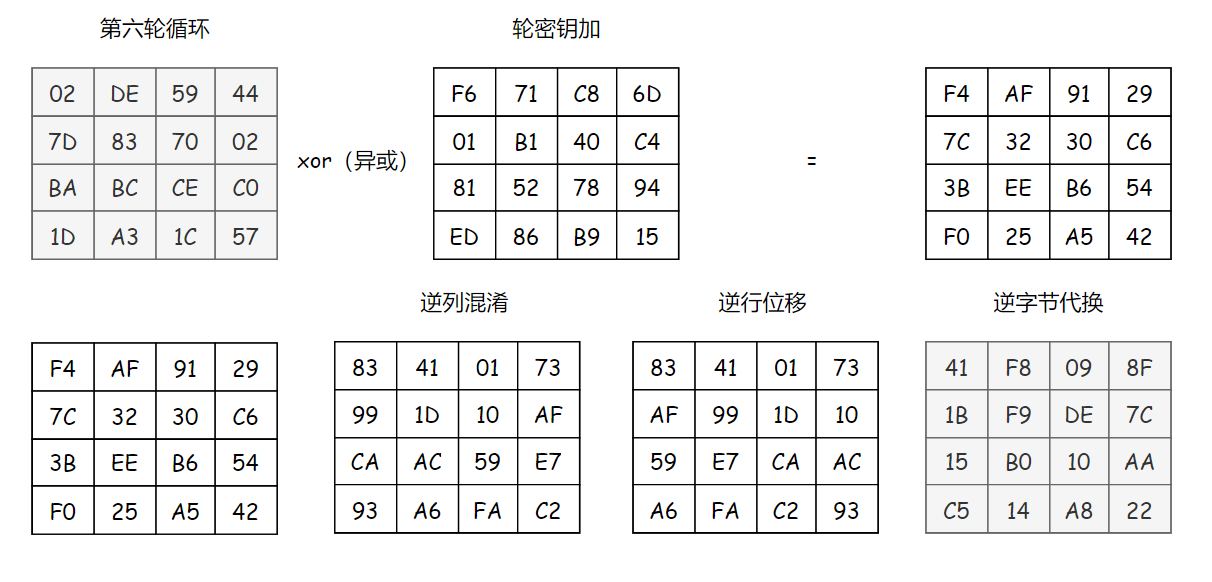 第六轮循环 轮密钥加
02 DE 59 44 F6 71 C8 6D F4 AF 91 29
7D 83 70 02 01 B1 40 C4 7C 32 30 C6
xor（异或） =
BA BC CE C0 81 52 78 94 3B EE B6 54
1D A3 1C 57 ED 86 B9 15 F0 25 A5 42
逆列混淆 逆行位移 逆字节代换
F4 AF 91 29 83 41 01 73 83 41 01 73 41 F8 09 8F
7C 32 30 C6 99 1D 10 AF AF 99 1D 10 1B F9 DE 7C
3B EE B6 54 CA AC 59 E7 59 E7 CA AC 15 B0 10 AA
F0 25 A5 42 93 A6 FA C2 A6 FA C2 93 C5 14 A8 22